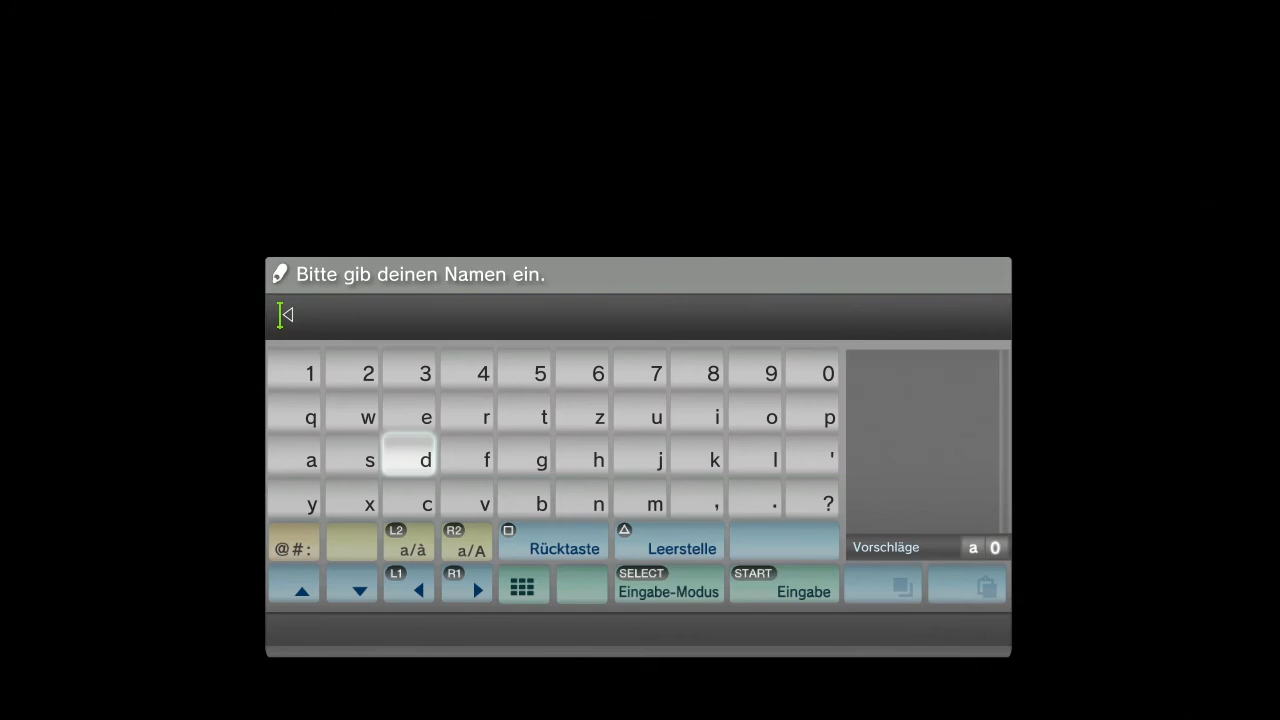 Bitte gib deinen Namen ein.
1 2 3 4 5 6 7 8 9 0
q w e r t z u i o p
a s d f g h j k l '
y x c v b n m , . ?
@#: L2 a/à R2 a/A Rücktaste Leerstelle
Vorschläge a 0
L1 R1 SELECT Eingabe-Modus START Eingabe